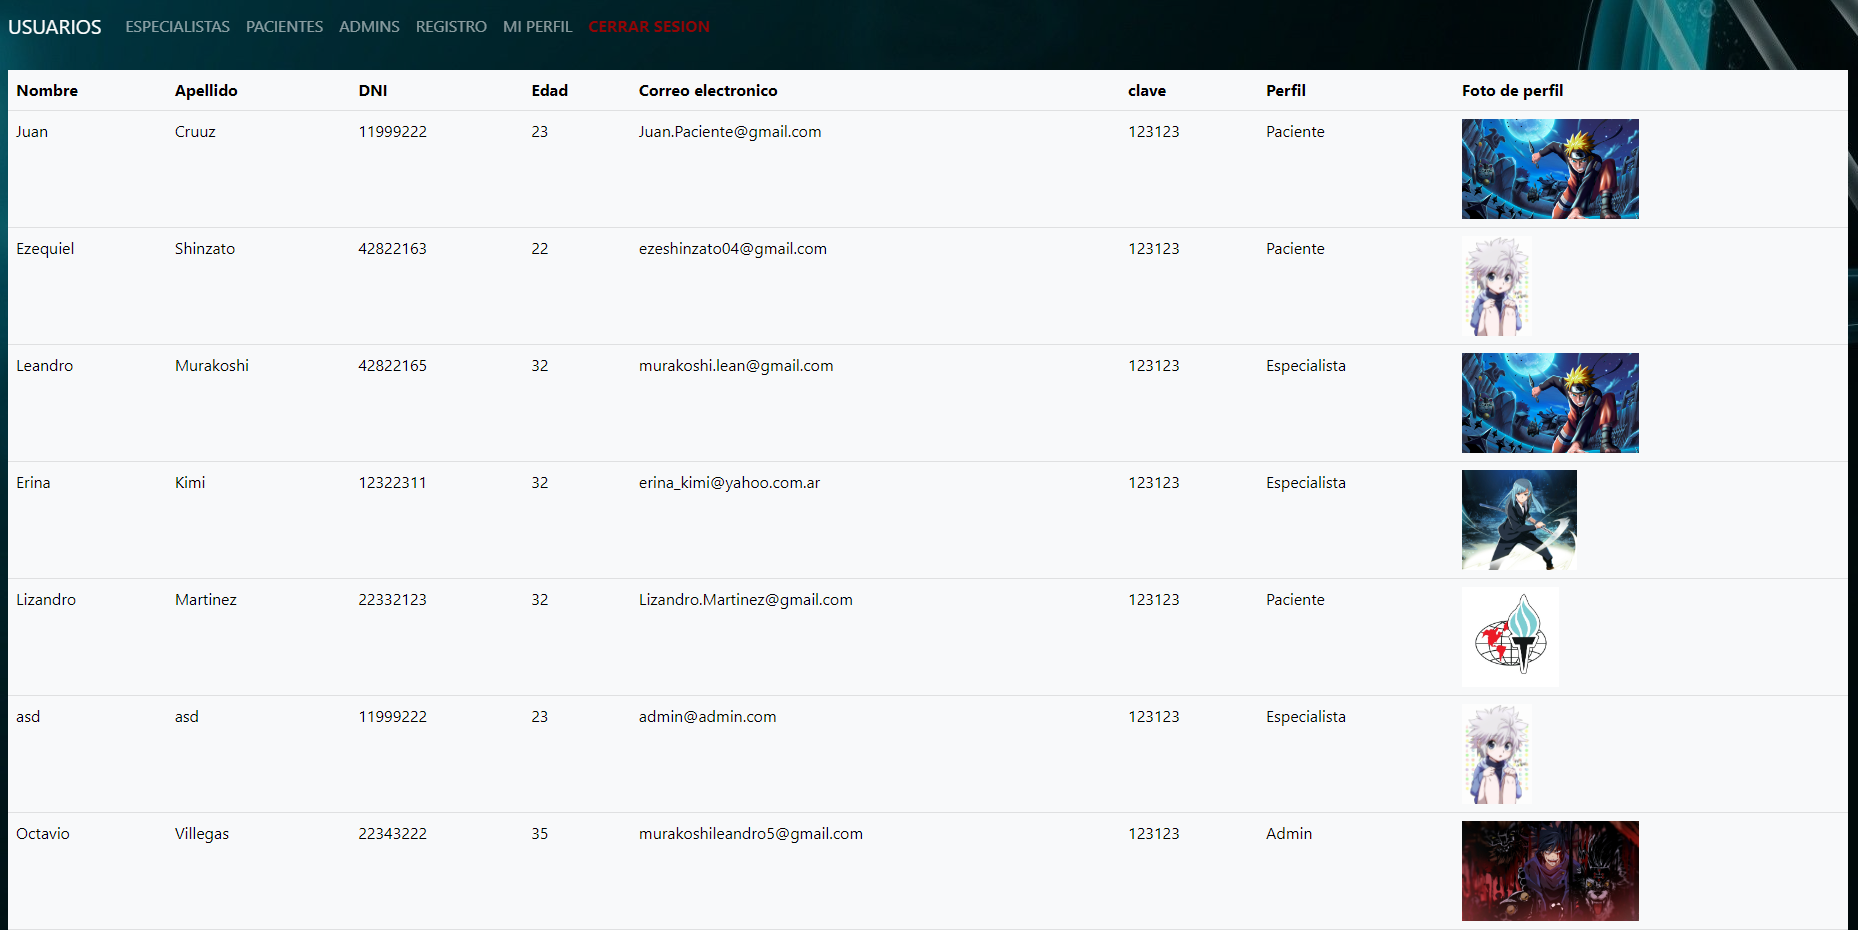 USUARIOS ESPECIALISTAS PACIENTES ADMINS REGISTRO MI PERFIL CERRAR SESION
Nombre Apellido DNI Edad Correo electronico clave Perfil Foto de perfil
Juan Cruuz 11999222 23 Juan.Paciente@gmail.com 123123 Paciente
Ezequiel Shinzato 42822163 22 ezeshinzato04@gmail.com 123123 Paciente
Leandro Murakoshi 42822165 32 murakoshi.lean@gmail.com 123123 Especialista
Erina Kimi 12322311 32 erina_kimi@yahoo.com.ar 123123 Especialista
Lizandro Martinez 22332123 32 Lizandro.Martinez@gmail.com 123123 Paciente
asd asd 11999222 23 admin@admin.com 123123 Especialista
Octavio Villegas 22343222 35 murakoshileandro5@gmail.com 123123 Admin